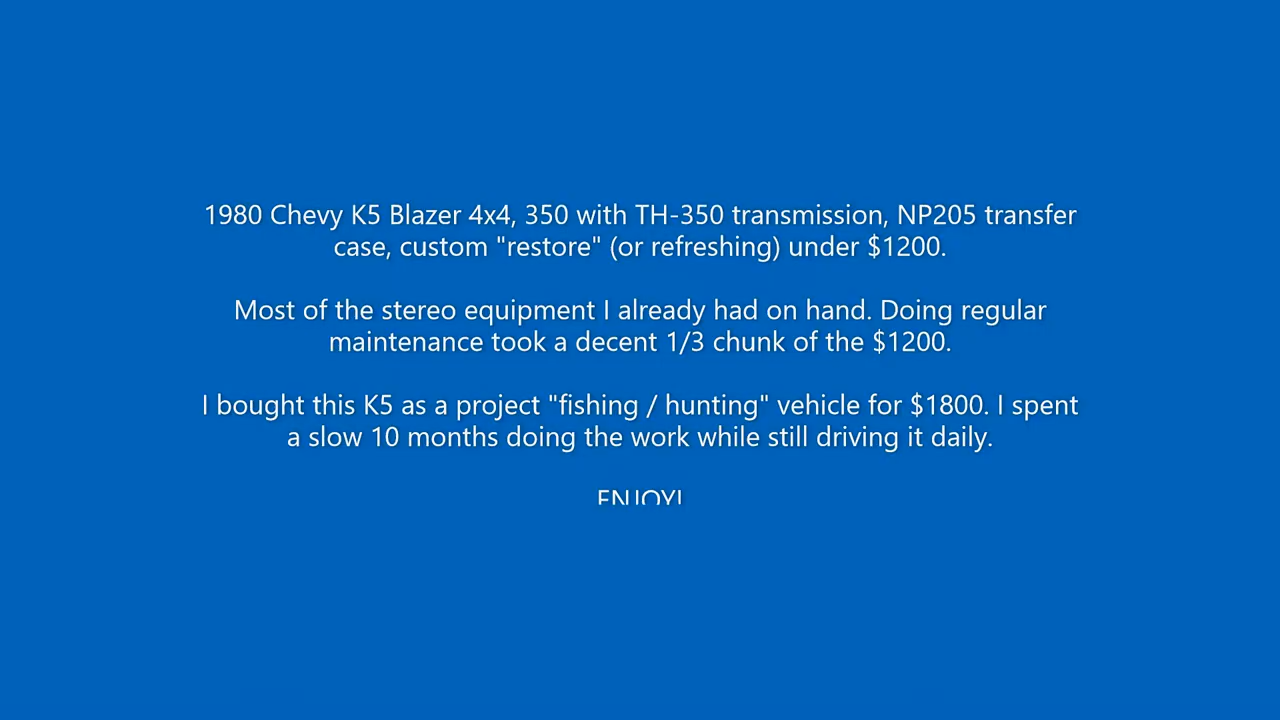 1980 Chevy K5 Blazer 4x4, 350 with TH-350 transmission, NP205 transfer
case, custom "restore" (or refreshing) under $1200.
Most of the stereo equipment I already had on hand. Doing regular
maintenance took a decent 1/3 chunk of the $1200.
I bought this K5 as a project "fishing / hunting" vehicle for $1800. I spent
a slow 10 months doing the work while still driving it daily.
ENJOY!